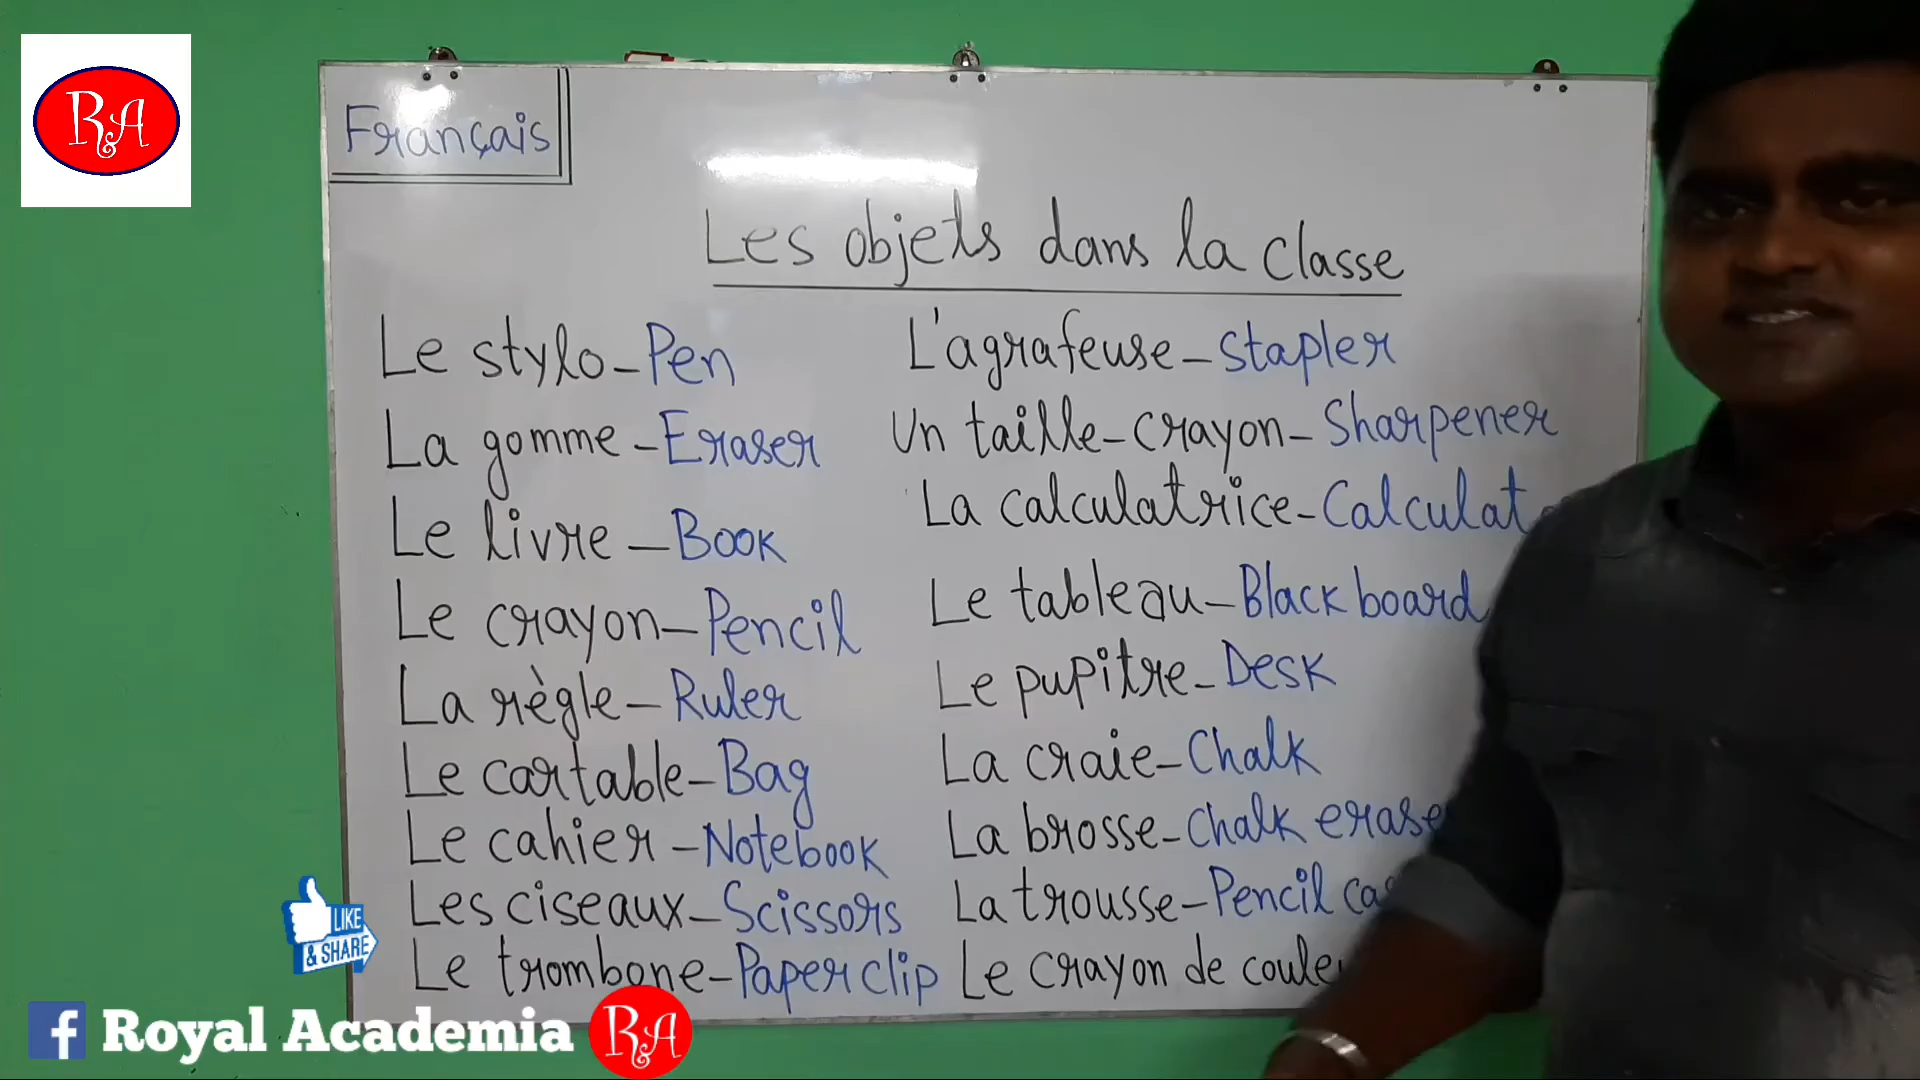 R&A
Français
Les objets dans la classe
Le stylo-Pen
La gomme-Eraser
Le livre-Book
Le crayon-Pencil
La règle-Ruler
Le cartable-Bag
Le cahier-Notebook
Les ciseaux-Scissors
Le trombone-Paper clip
L'agrafeuse-Stapler
Un taille-crayon-Sharpener
La calculatrice-Calculat
Le tableau-Black board
Le pupitre-Desk
La craie-Chalk
La brosse-Chalk erase
La trousse-Pencil
Le crayon de
LIKE
& SHARE
f Royal Academia R&A